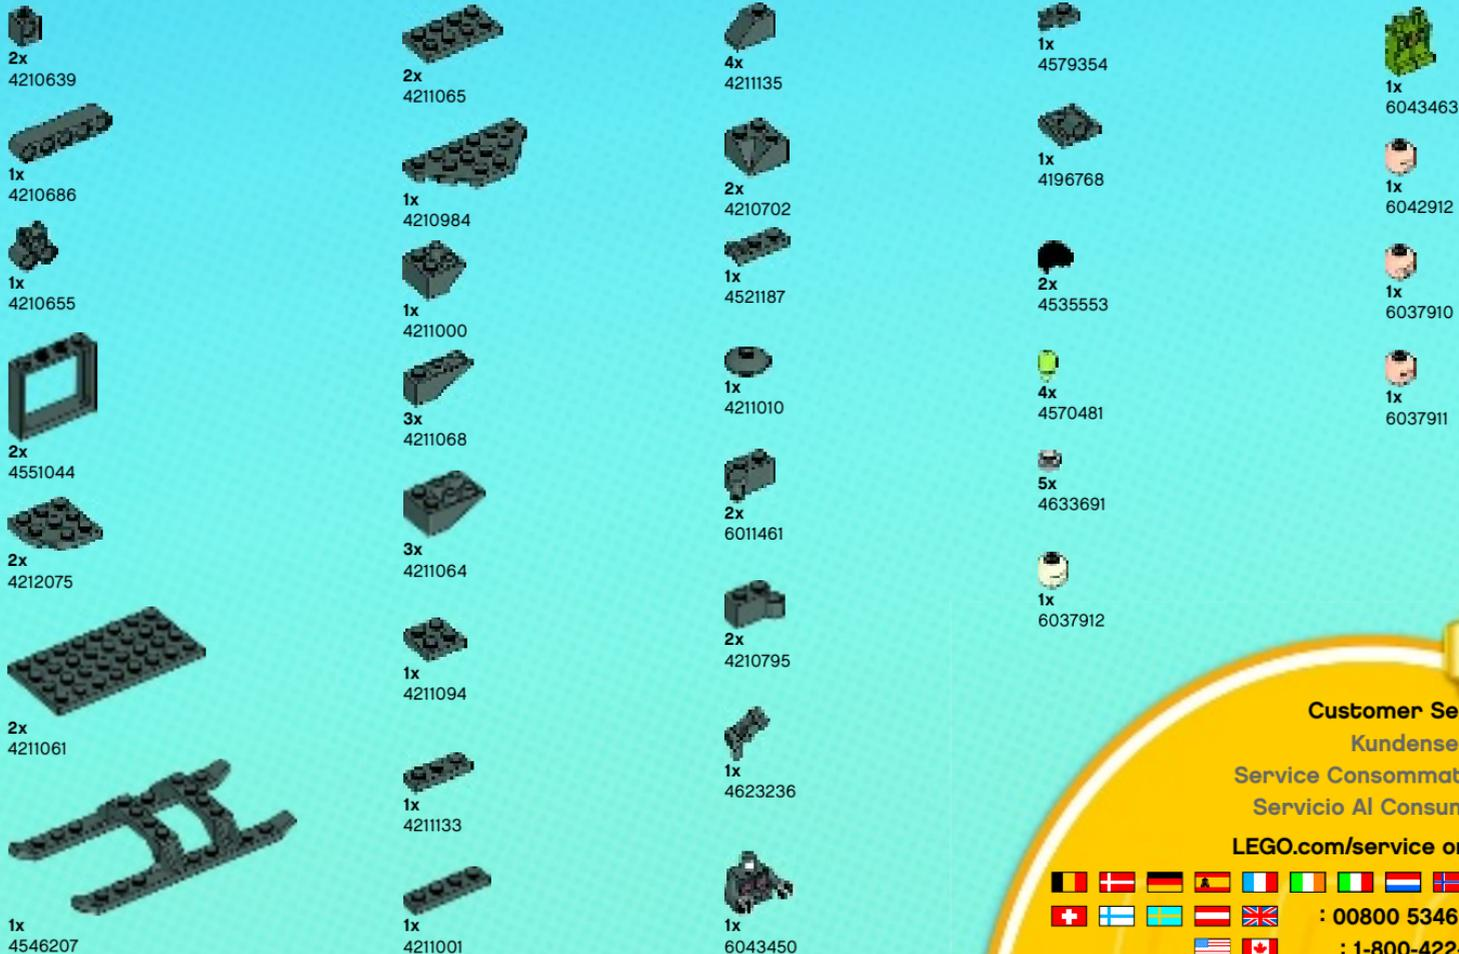 2x
4210639
1x
4210686
1x
4210655
2x
4551044
2x
4212075
2x
4211061
1x
4546207
2x
4211065
1x
4210984
1x
4211000
3x
4211068
3x
4211064
1x
4211094
1x
4211133
1x
4211001
4x
4211135
2x
4210702
1x
4521187
1x
4211010
2x
6011461
2x
4210795
1x
4623236
1x
6043450
1x
4579354
1x
4196768
2x
4535553
4x
4570481
5x
4633691
1x
6037912
1x
6043463
1x
6042912
1x
6037910
1x
6037911
Customer Se
Kundense
Service Consommat
Servicio Al Consum
LEGO.com/service or
: 00800 5346
: 1-800-422-